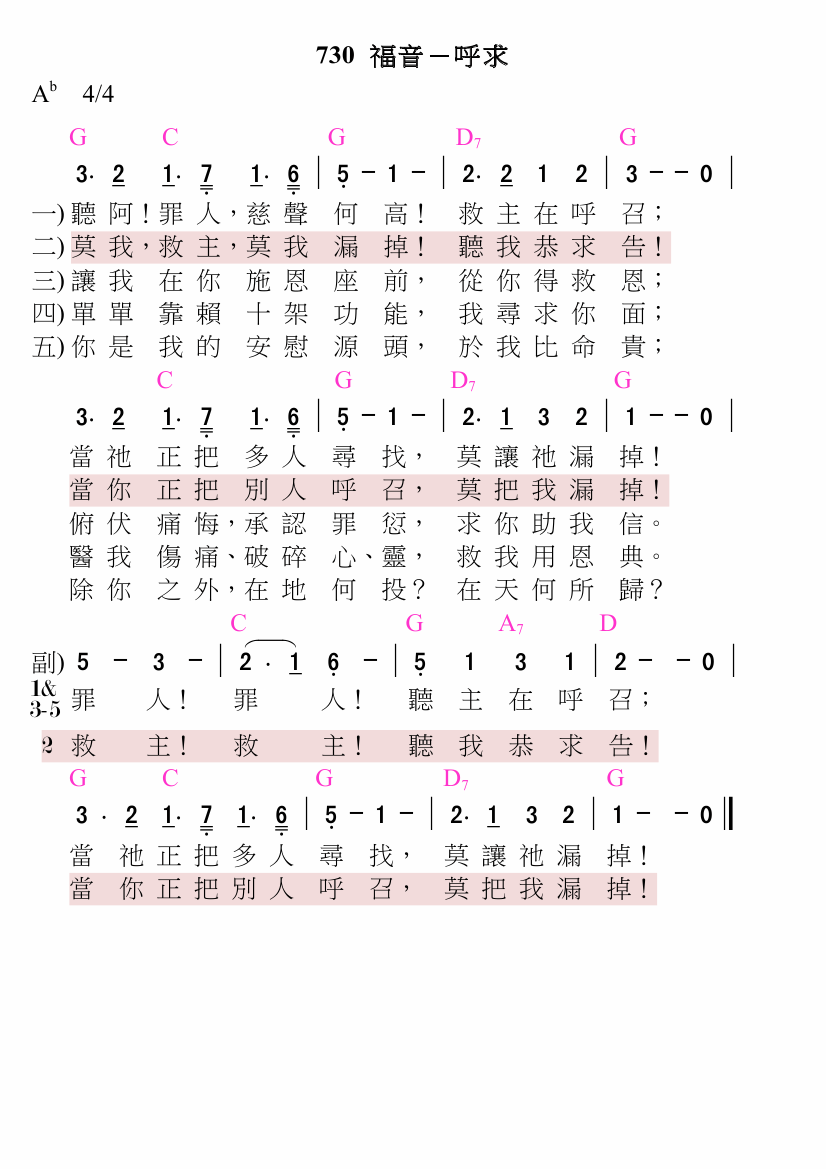 730 福音－呼求
A♭ 4/4
G C G D7 G
3· 2 1· 7 1· 6 | 5 － 1 － | 2· 2 1 2 | 3 － － 0 |
一) 聽阿！罪人，慈聲何高！救主在呼召；
二) 莫我，救主，莫我漏掉！聽我恭求告！
三) 讓我在你施恩座前，從你得救恩；
四) 單單靠賴十架功能，我尋求你面；
五) 你是我的安慰源頭，於我比命貴；
C G D7 G
3· 2 1· 7 1· 6 | 5 － 1 － | 2· 1 3 2 | 1 － － 0 |
當祂正把多人尋找，莫讓祂漏掉！
當你正把別人呼召，莫把我漏掉！
俯伏痛悔，承認罪愆，求你助我信。
醫我傷痛、破碎心、靈，救我用恩典。
除你之外，在地何投？在天何所歸？
C G A7 D
副) 5 － 3 － | 2 · 1 6 － | 5 1 3 1 | 2 － － 0 |
1& 3-5 罪人！罪人！聽主在呼召；
2 救主！救主！聽我恭求告！
G C G D7 G
3 · 2 1· 7 1· 6 | 5 － 1 － | 2· 1 3 2 | 1 － － 0 ‖
當祂正把多人尋找，莫讓祂漏掉！
當你正把別人呼召，莫把我漏掉！